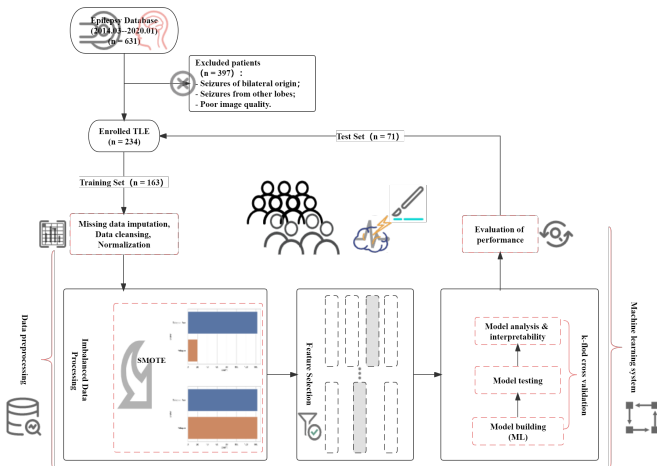 Epilepsy Database
(2014.03--2020.01)
(n = 631)
Excluded patients
(n = 397) :
- Seizures of bilateral origin;
- Seizures from other lobes;
- Poor image quality.
Enrolled TLE
(n = 234)
Test Set (n = 71)
Training Set (n = 163)
Missing data imputation,
Data cleansing,
Normalization
Evaluation of
performance
Data preprocessing
Imbalanced Data
Processing
SMOTE
Feature Selection
Model analysis &
interpretability
Model testing
Model building
(ML)
k-flod cross validation
Machine learning system